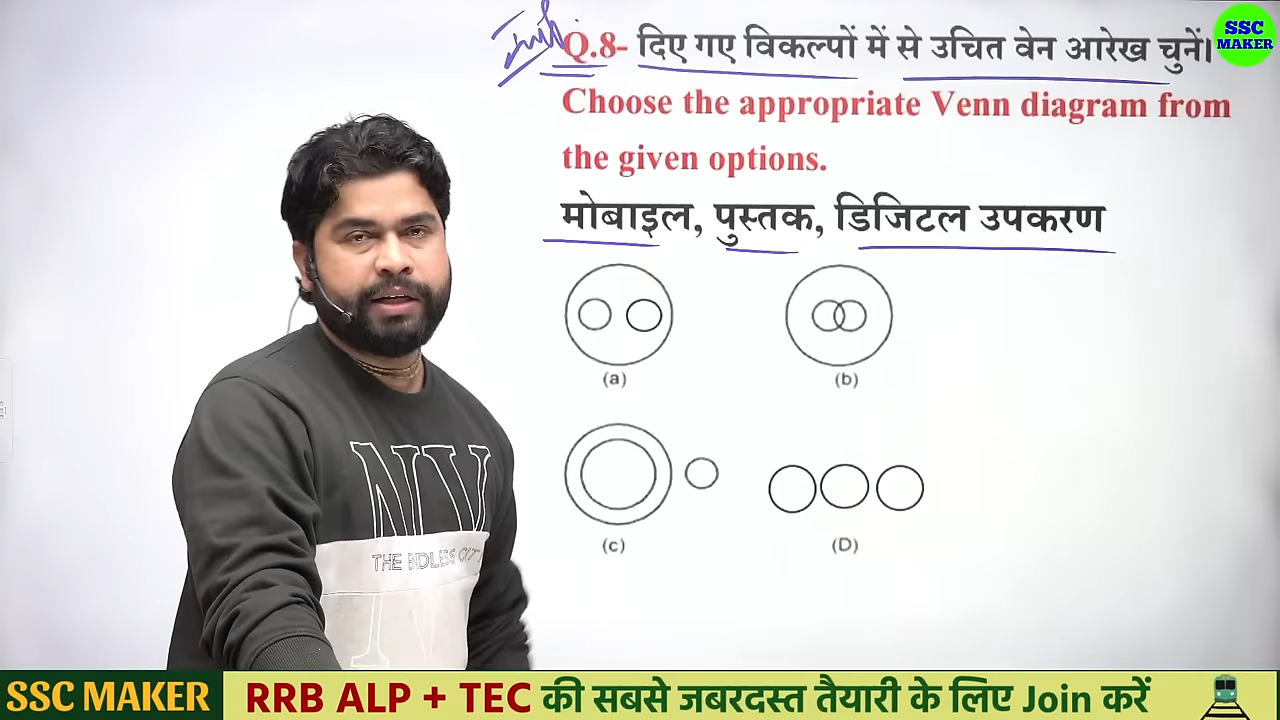 Q.8- दिए गए विकल्पों में से उचित वेन आरेख चुनें।
SSC
MAKER
Choose the appropriate Venn diagram from
the given options.
मोबाइल, पुस्तक, डिजिटल उपकरण
(a)
(b)
(c)
(D)
NV
THE ENDLESS
SSC MAKER
RRB ALP + TEC की सबसे जबरदस्त तैयारी के लिए Join करें